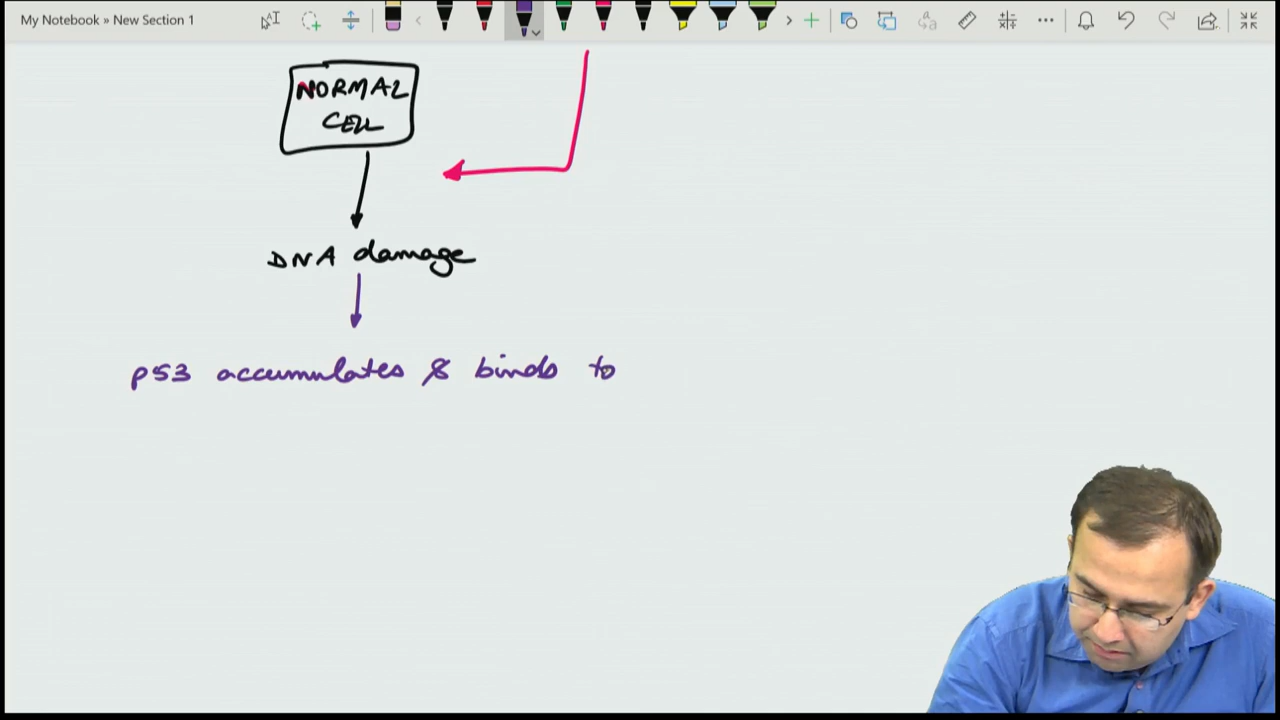 My Notebook » New Section 1
NORMAL
CELL
DNA damage
p53 accumulates & binds to